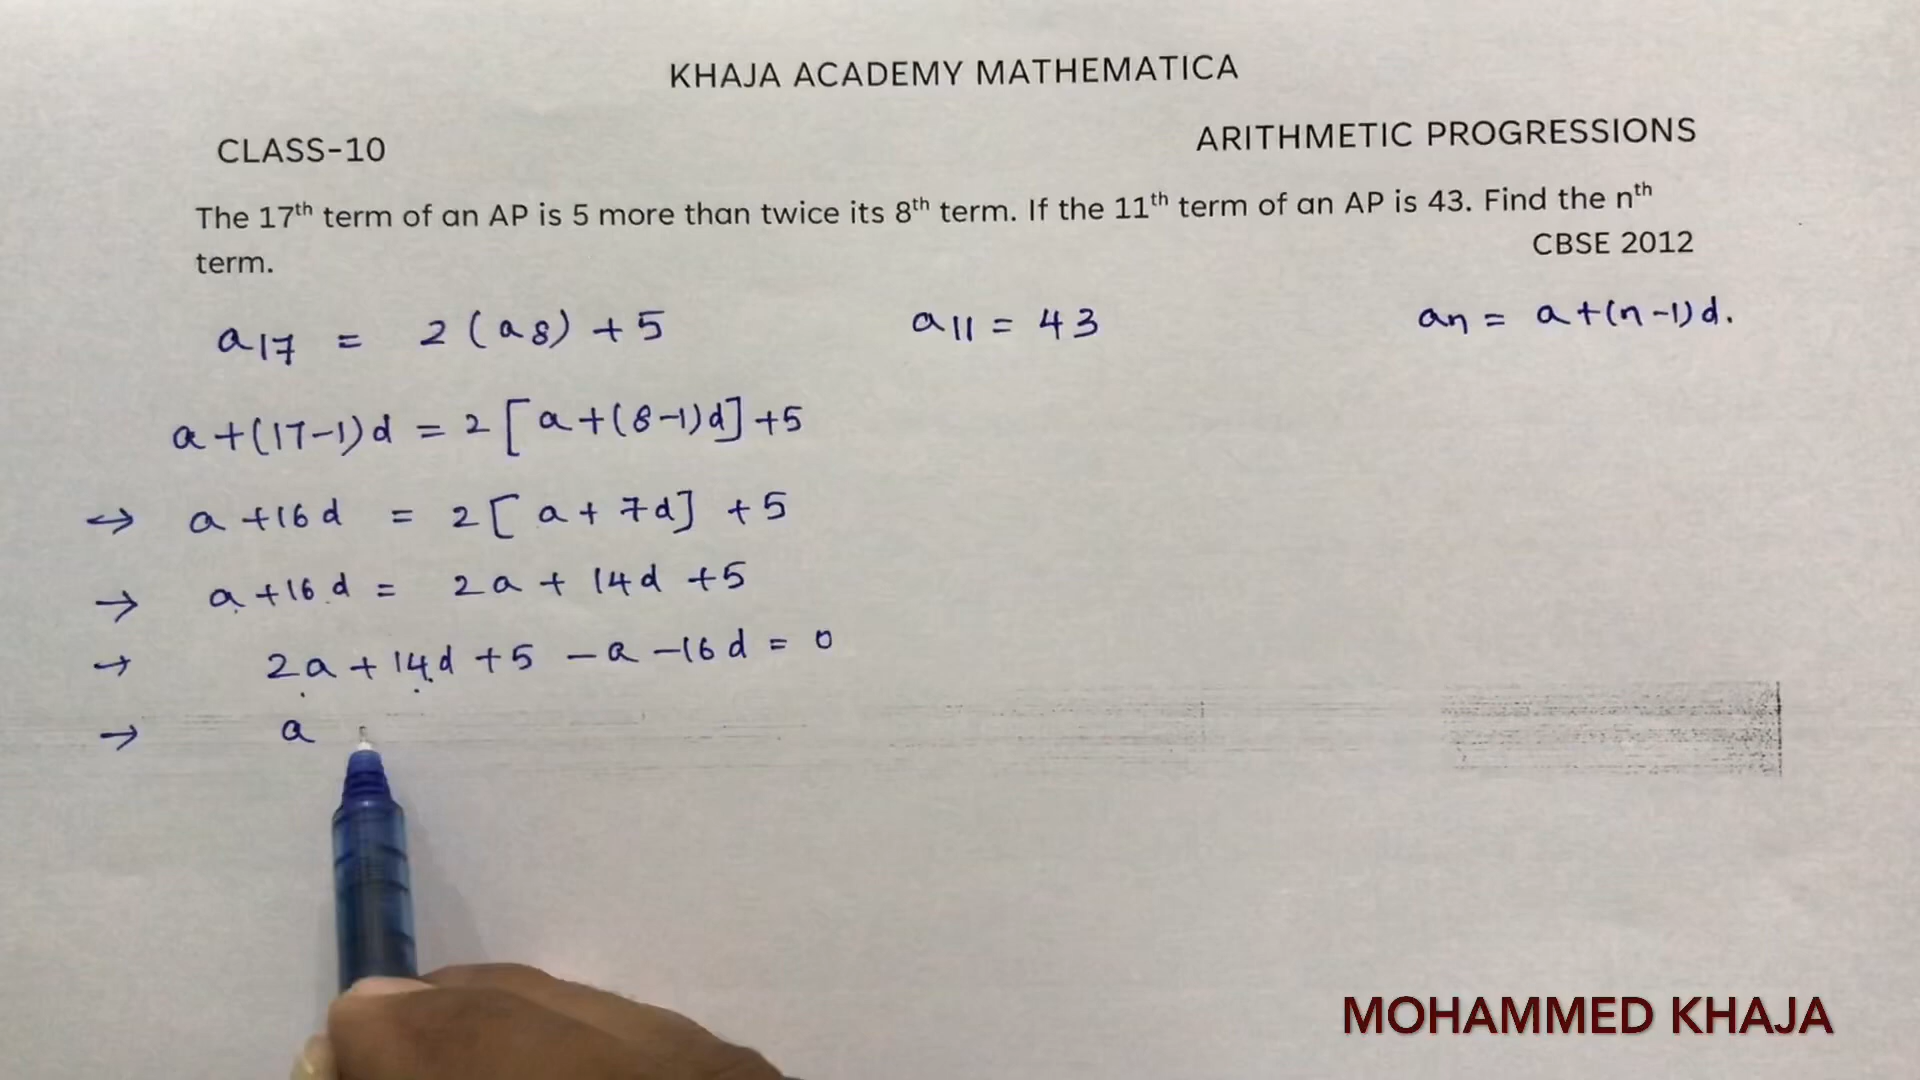 KHAJA ACADEMY MATHEMATICA
CLASS-10
ARITHMETIC PROGRESSIONS
The 17th term of an AP is 5 more than twice its 8th term. If the 11th term of an AP is 43. Find the nth
term.
CBSE 2012
a17 = 2(a8)+5
a11 = 43
an = a+(n-1)d.
a+(17-1)d = 2[a+(8-1)d]+5
→ a+16d = 2[a+7d]+5
→ a+16d = 2a+14d+5
→ 2a+14d+5-a-16d = 0
→ a
MOHAMMED KHAJA